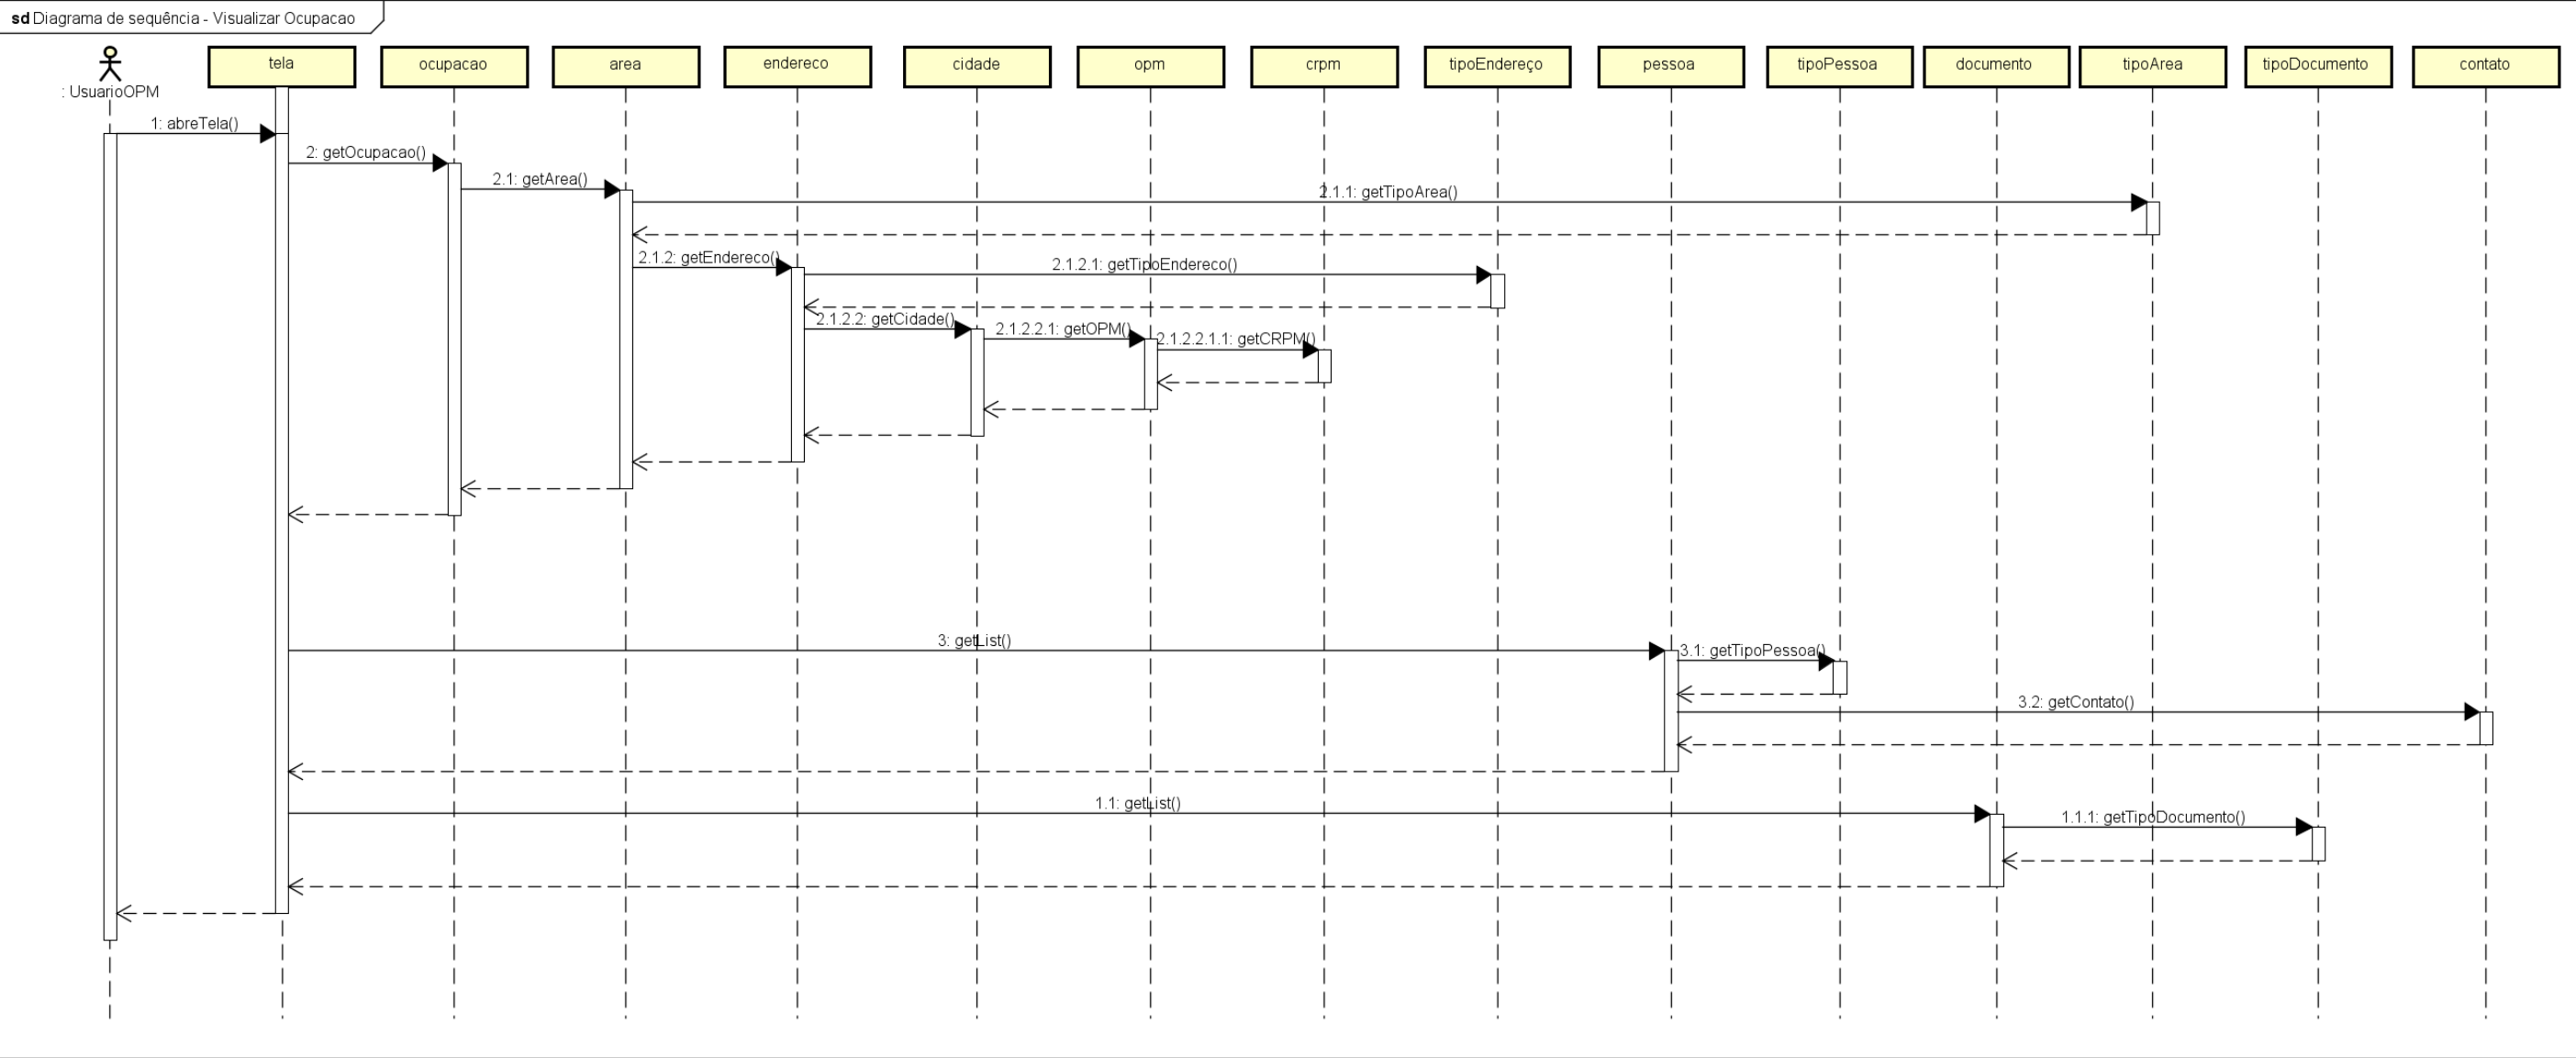 sd Diagrama de sequência - Visualizar Ocupacao
: UsuarioOPM
tela
ocupacao
area
endereco
cidade
opm
crpm
tipoEndereço
pessoa
tipoPessoa
documento
tipoArea
tipoDocumento
contato
1: abreTela()
2: getOcupacao()
2.1: getArea()
2.1.1: getTipoArea()
2.1.2: getEndereco()
2.1.2.1: getTipoEndereco()
2.1.2.2: getCidade()
2.1.2.2.1: getOPM()
2.1.2.2.1.1: getCRPM()
3: getList()
3.1: getTipoPessoa()
3.2: getContato()
1.1: getList()
1.1.1: getTipoDocumento()